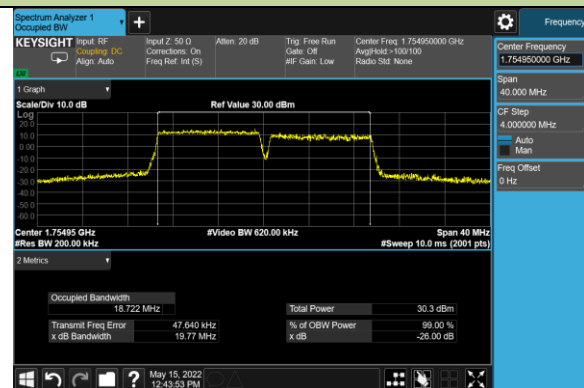 Spectrum Analyzer 1
Occupied BW
Frequency
KEYSIGHT
Input: RF
Coupling: DC
Align: Auto
Input Z: 50 Ω
Corrections: On
Freq Ref: Int (S)
Atten: 20 dB
Trig: Free Run
Gate: Off
#IF Gain: Low
Center Freq: 1.754950000 GHz
Avg|Hold:>100/100
Radio Std: None
Center Frequency
1.754950000 GHz
Span
40.000 MHz
CF Step
4.000000 MHz
Auto
Man
Freq Offset
0 Hz
1 Graph
Scale/Div 10.0 dB
Ref Value 30.00 dBm
Log
20.0
10.0
0.00
-10.0
-20.0
-30.0
-40.0
-50.0
-60.0
Center 1.75495 GHz
#Video BW 620.00 kHz
Span 40 MHz
#Res BW 200.00 kHz
#Sweep 10.0 ms (2001 pts)
2 Metrics
Occupied Bandwidth
18.722 MHz
Total Power
30.3 dBm
Transmit Freq Error
47.640 kHz
% of OBW Power
99.00 %
x dB Bandwidth
19.77 MHz
x dB
-26.00 dB
May 15, 2022
12:43:53 PM